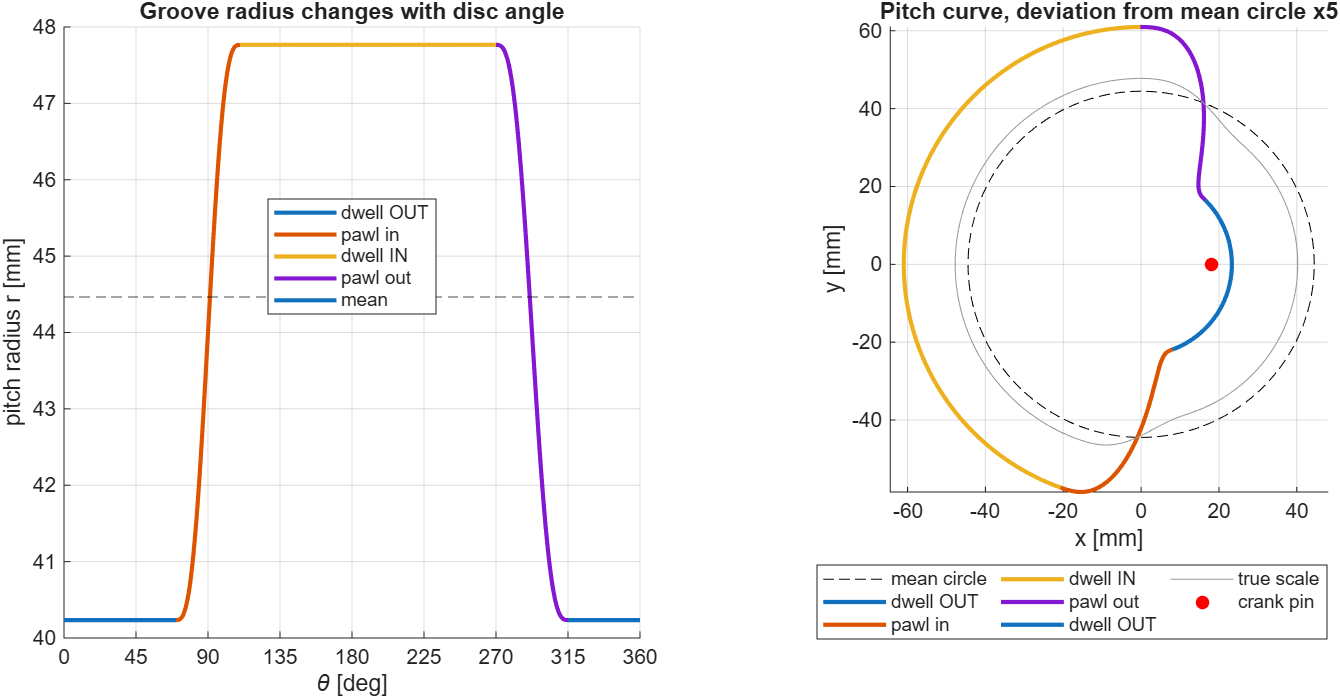 Groove radius changes with disc angle
48
47
46
45
44
43
42
41
40
pitch radius r [mm]
dwell OUT
pawl in
dwell IN
pawl out
mean
0 45 90 135 180 225 270 315 360
θ [deg]
Pitch curve, deviation from mean circle x5
60
40
20
0
-20
-40
y [mm]
-60 -40 -20 0 20 40
x [mm]
mean circle dwell IN true scale
dwell OUT pawl out crank pin
pawl in dwell OUT